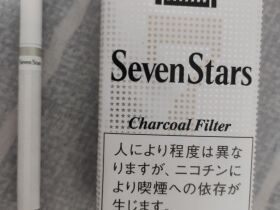 SevenStars
SevenStars
Charcoal Filter
人により程度は異な
りますが、ニコチンに
より喫煙への依存が
生じます。